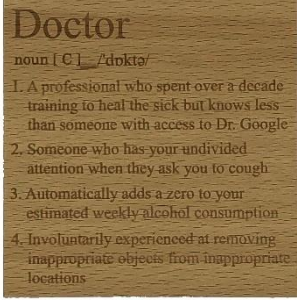 Doctor
noun [ C ] /'dɒktə/
1. A professional who spent over a decade
training to heal the sick but knows less
than someone with access to Dr. Google
2. Someone who has your undivided
attention when they ask you to cough
3. Automatically adds a zero to your
estimated weekly alcohol consumption
4. Involuntarily experienced at removing
inappropriate objects from inappropriate
locations